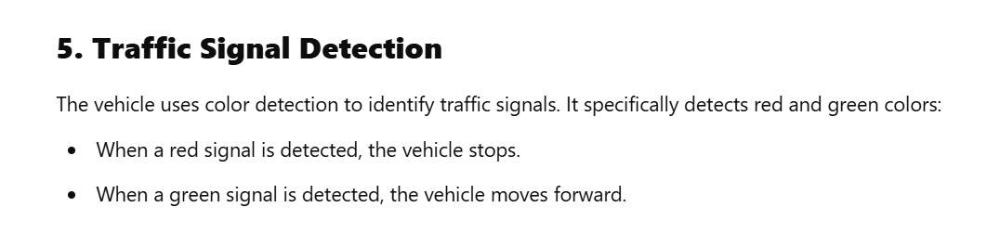 5. Traffic Signal Detection
The vehicle uses color detection to identify traffic signals. It specifically detects red and green colors:
• When a red signal is detected, the vehicle stops.
• When a green signal is detected, the vehicle moves forward.